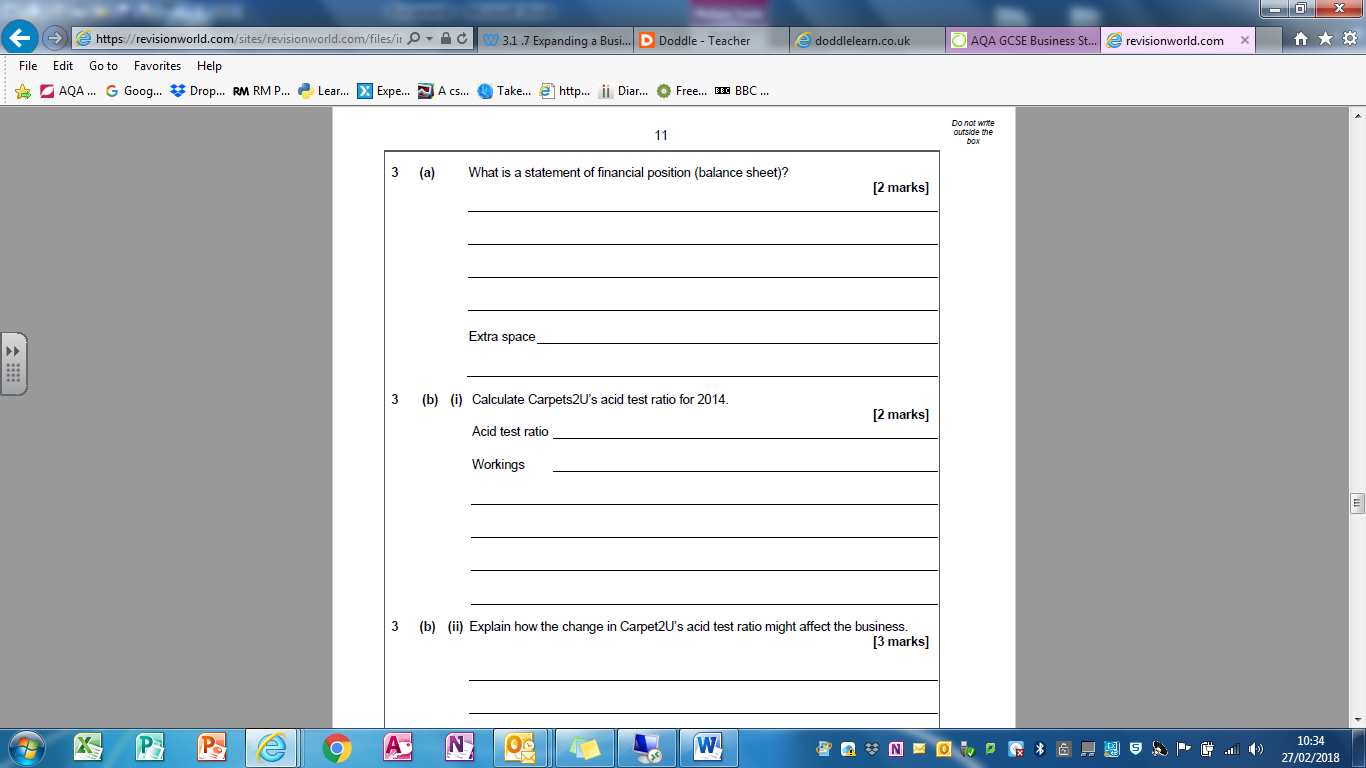 https://revisionworld.com/sites/revisionworld.com/files/ir
3.1 .7 Expanding a Busi...
Doddle - Teacher
doddlelearn.co.uk
AQA GCSE Business St...
revisionworld.com
File Edit Go to Favorites Help
AQA ... Goog... Drop... RM RM P... Lear... Expe... A cs... Take... http... Diar... Free... BBC BBC ...
11
Do not write
outside the
box
3 (a) What is a statement of financial position (balance sheet)?
[2 marks]
Extra space
3 (b) (i) Calculate Carpets2U's acid test ratio for 2014.
[2 marks]
Acid test ratio
Workings
3 (b) (ii) Explain how the change in Carpet2U's acid test ratio might affect the business.
[3 marks]
10:34
27/02/2018